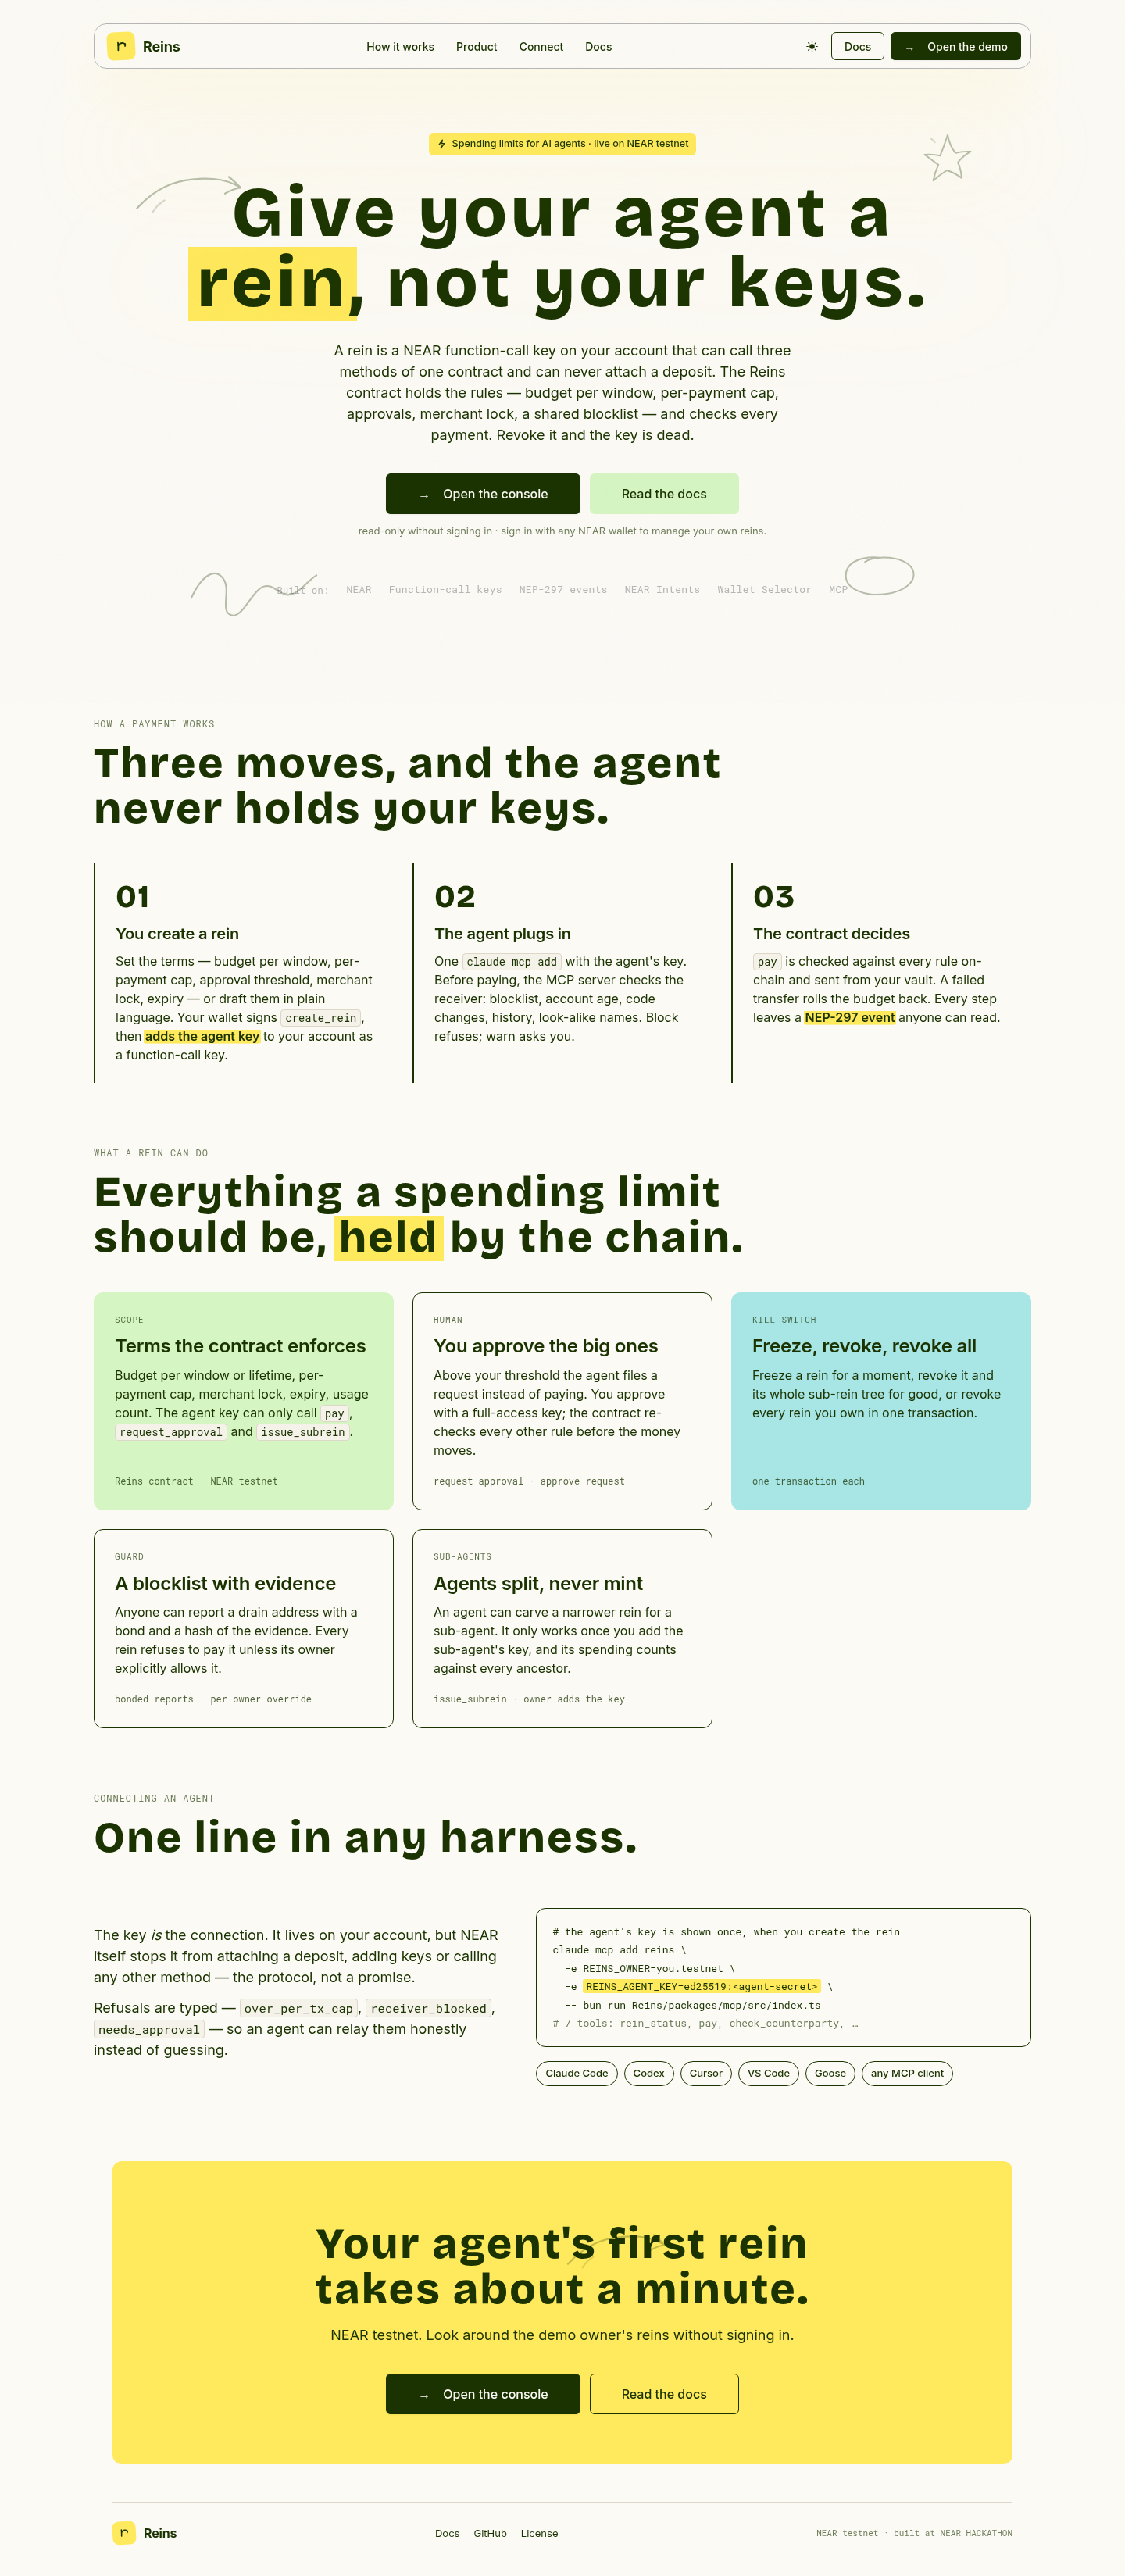 Reins
How it works
Product
Connect
Docs
Docs
→ Open the demo
Spending limits for AI agents · live on NEAR testnet
Give your agent a
rein, not your keys.
A rein is a NEAR function-call key on your account that can call three
methods of one contract and can never attach a deposit. The Reins
contract holds the rules — budget per window, per-payment cap,
approvals, merchant lock, a shared blocklist — and checks every
payment. Revoke it and the key is dead.
→ Open the console
Read the docs
read-only without signing in · sign in with any NEAR wallet to manage your own reins.
Built on: NEAR Function-call keys NEP-297 events NEAR Intents Wallet Selector MCP
HOW A PAYMENT WORKS
Three moves, and the agent
never holds your keys.
01
You create a rein
Set the terms — budget per window, per-
payment cap, approval threshold, merchant
lock, expiry — or draft them in plain
language. Your wallet signs create_rein,
then adds the agent key to your account as
a function-call key.
02
The agent plugs in
One claude mcp add with the agent's key.
Before paying, the MCP server checks the
receiver: blocklist, account age, code
changes, history, look-alike names. Block
refuses; warn asks you.
03
The contract decides
pay is checked against every rule on-
chain and sent from your vault. A failed
transfer rolls the budget back. Every step
leaves a NEP-297 event anyone can read.
WHAT A REIN CAN DO
Everything a spending limit
should be, held by the chain.
SCOPE
Terms the contract enforces
Budget per window or lifetime, per-
payment cap, merchant lock, expiry, usage
count. The agent key can only call pay,
request_approval and issue_subrein.
Reins contract · NEAR testnet
HUMAN
You approve the big ones
Above your threshold the agent files a
request instead of paying. You approve
with a full-access key; the contract re-
checks every other rule before the money
moves.
request_approval · approve_request
KILL SWITCH
Freeze, revoke, revoke all
Freeze a rein for a moment, revoke it and
its whole sub-rein tree for good, or revoke
every rein you own in one transaction.
one transaction each
GUARD
A blocklist with evidence
Anyone can report a drain address with a
bond and a hash of the evidence. Every
rein refuses to pay it unless its owner
explicitly allows it.
bonded reports · per-owner override
SUB-AGENTS
Agents split, never mint
An agent can carve a narrower rein for a
sub-agent. It only works once you add the
sub-agent's key, and its spending counts
against every ancestor.
issue_subrein · owner adds the key
CONNECTING AN AGENT
One line in any harness.
The key is the connection. It lives on your account, but NEAR
itself stops it from attaching a deposit, adding keys or calling
any other method — the protocol, not a promise.
Refusals are typed — over_per_tx_cap, receiver_blocked,
needs_approval — so an agent can relay them honestly
instead of guessing.
# the agent's key is shown once, when you create the rein
claude mcp add reins \
-e REINS_OWNER=you.testnet \
-e REINS_AGENT_KEY=ed25519:<agent-secret> \
-- bun run Reins/packages/mcp/src/index.ts
# 7 tools: rein_status, pay, check_counterparty, …
Claude Code
Codex
Cursor
VS Code
Goose
any MCP client
Your agent's first rein
takes about a minute.
NEAR testnet. Look around the demo owner's reins without signing in.
→ Open the console
Read the docs
Reins
Docs
GitHub
License
NEAR testnet · built at NEAR HACKATHON